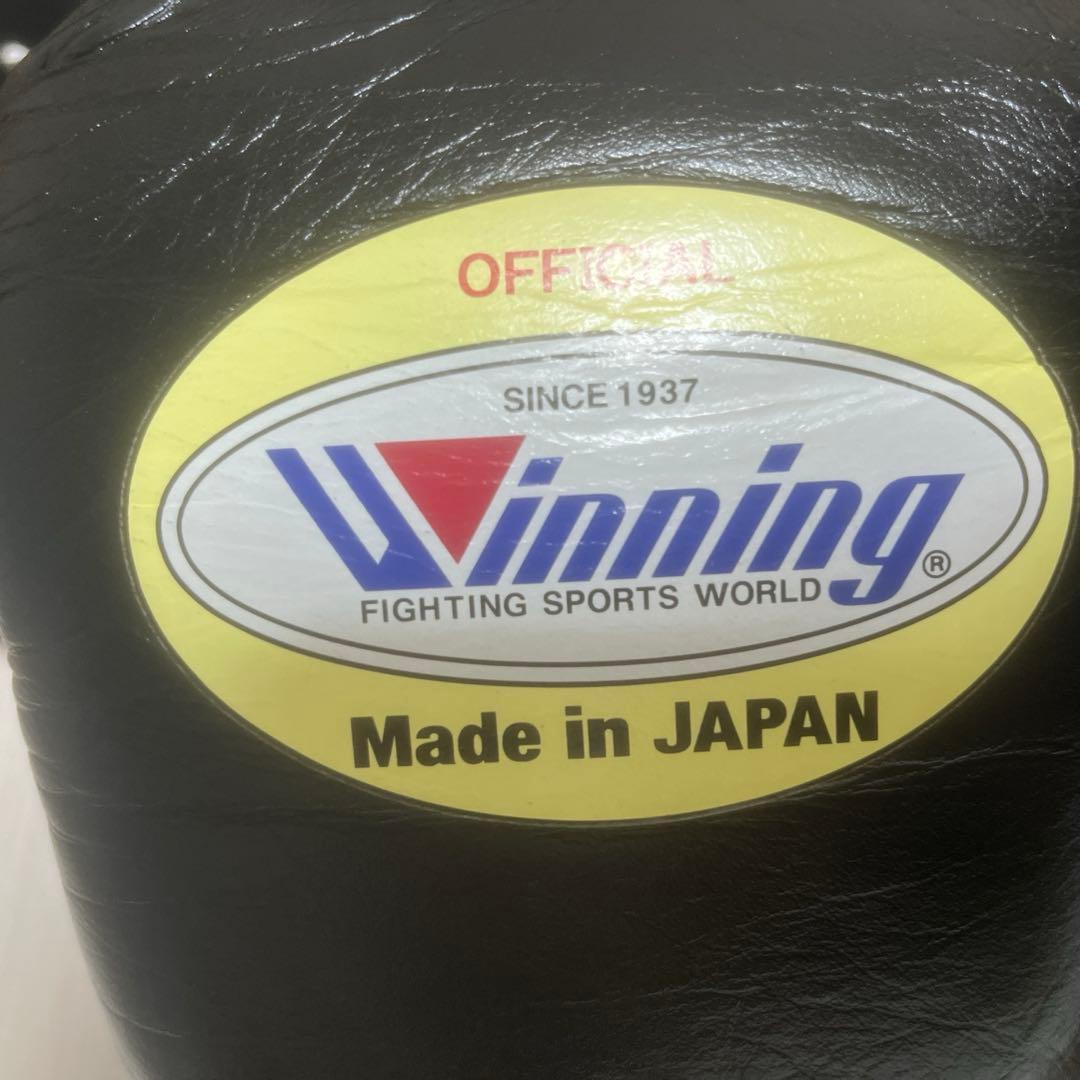 OFFICIAL
SINCE 1937
Winning®
FIGHTING SPORTS WORLD
Made in JAPAN